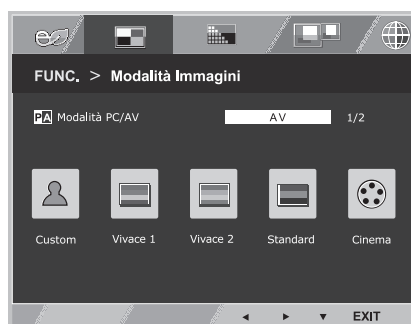 FUNC. > Modalità Immagini
PA Modalità PC/AV AV 1/2
Custom Vivace 1 Vivace 2 Standard Cinema
◄ ► ▼ EXIT